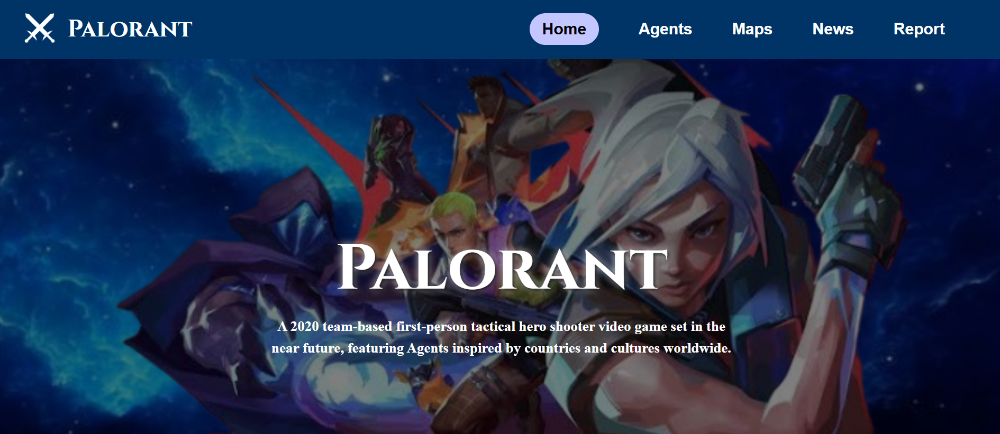 Palorant
Home
Agents
Maps
News
Report
Palorant
A 2020 team-based first-person tactical hero shooter video game set in the
near future, featuring Agents inspired by countries and cultures worldwide.